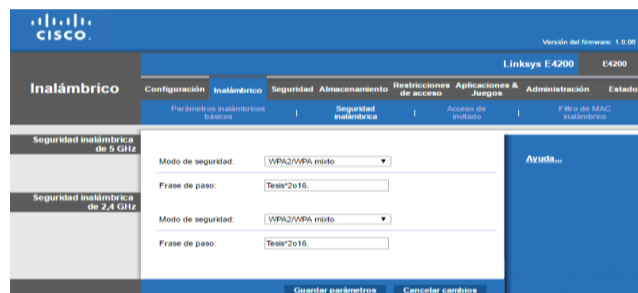 CISCO.
Versión del firmware: 1.0.06
Linksys E4200 E4200
Inalámbrico
Configuración Inalámbrico Seguridad Almacenamiento Restricciones de acceso Aplicaciones & Juegos Administración Estado
Parámetros inalámbricos básicos | Seguridad inalámbrica | Acceso de invitado | Filtro de MAC inalámbrico
Seguridad inalámbrica
de 5 GHz
Modo de seguridad: WPA2/WPA mixto
Ayuda...
Frase de paso: Tesis*2o16.
Seguridad inalámbrica
de 2,4 GHz
Modo de seguridad: WPA2/WPA mixto
Frase de paso: Tesis*2o16.
Guardar parámetros Cancelar cambios